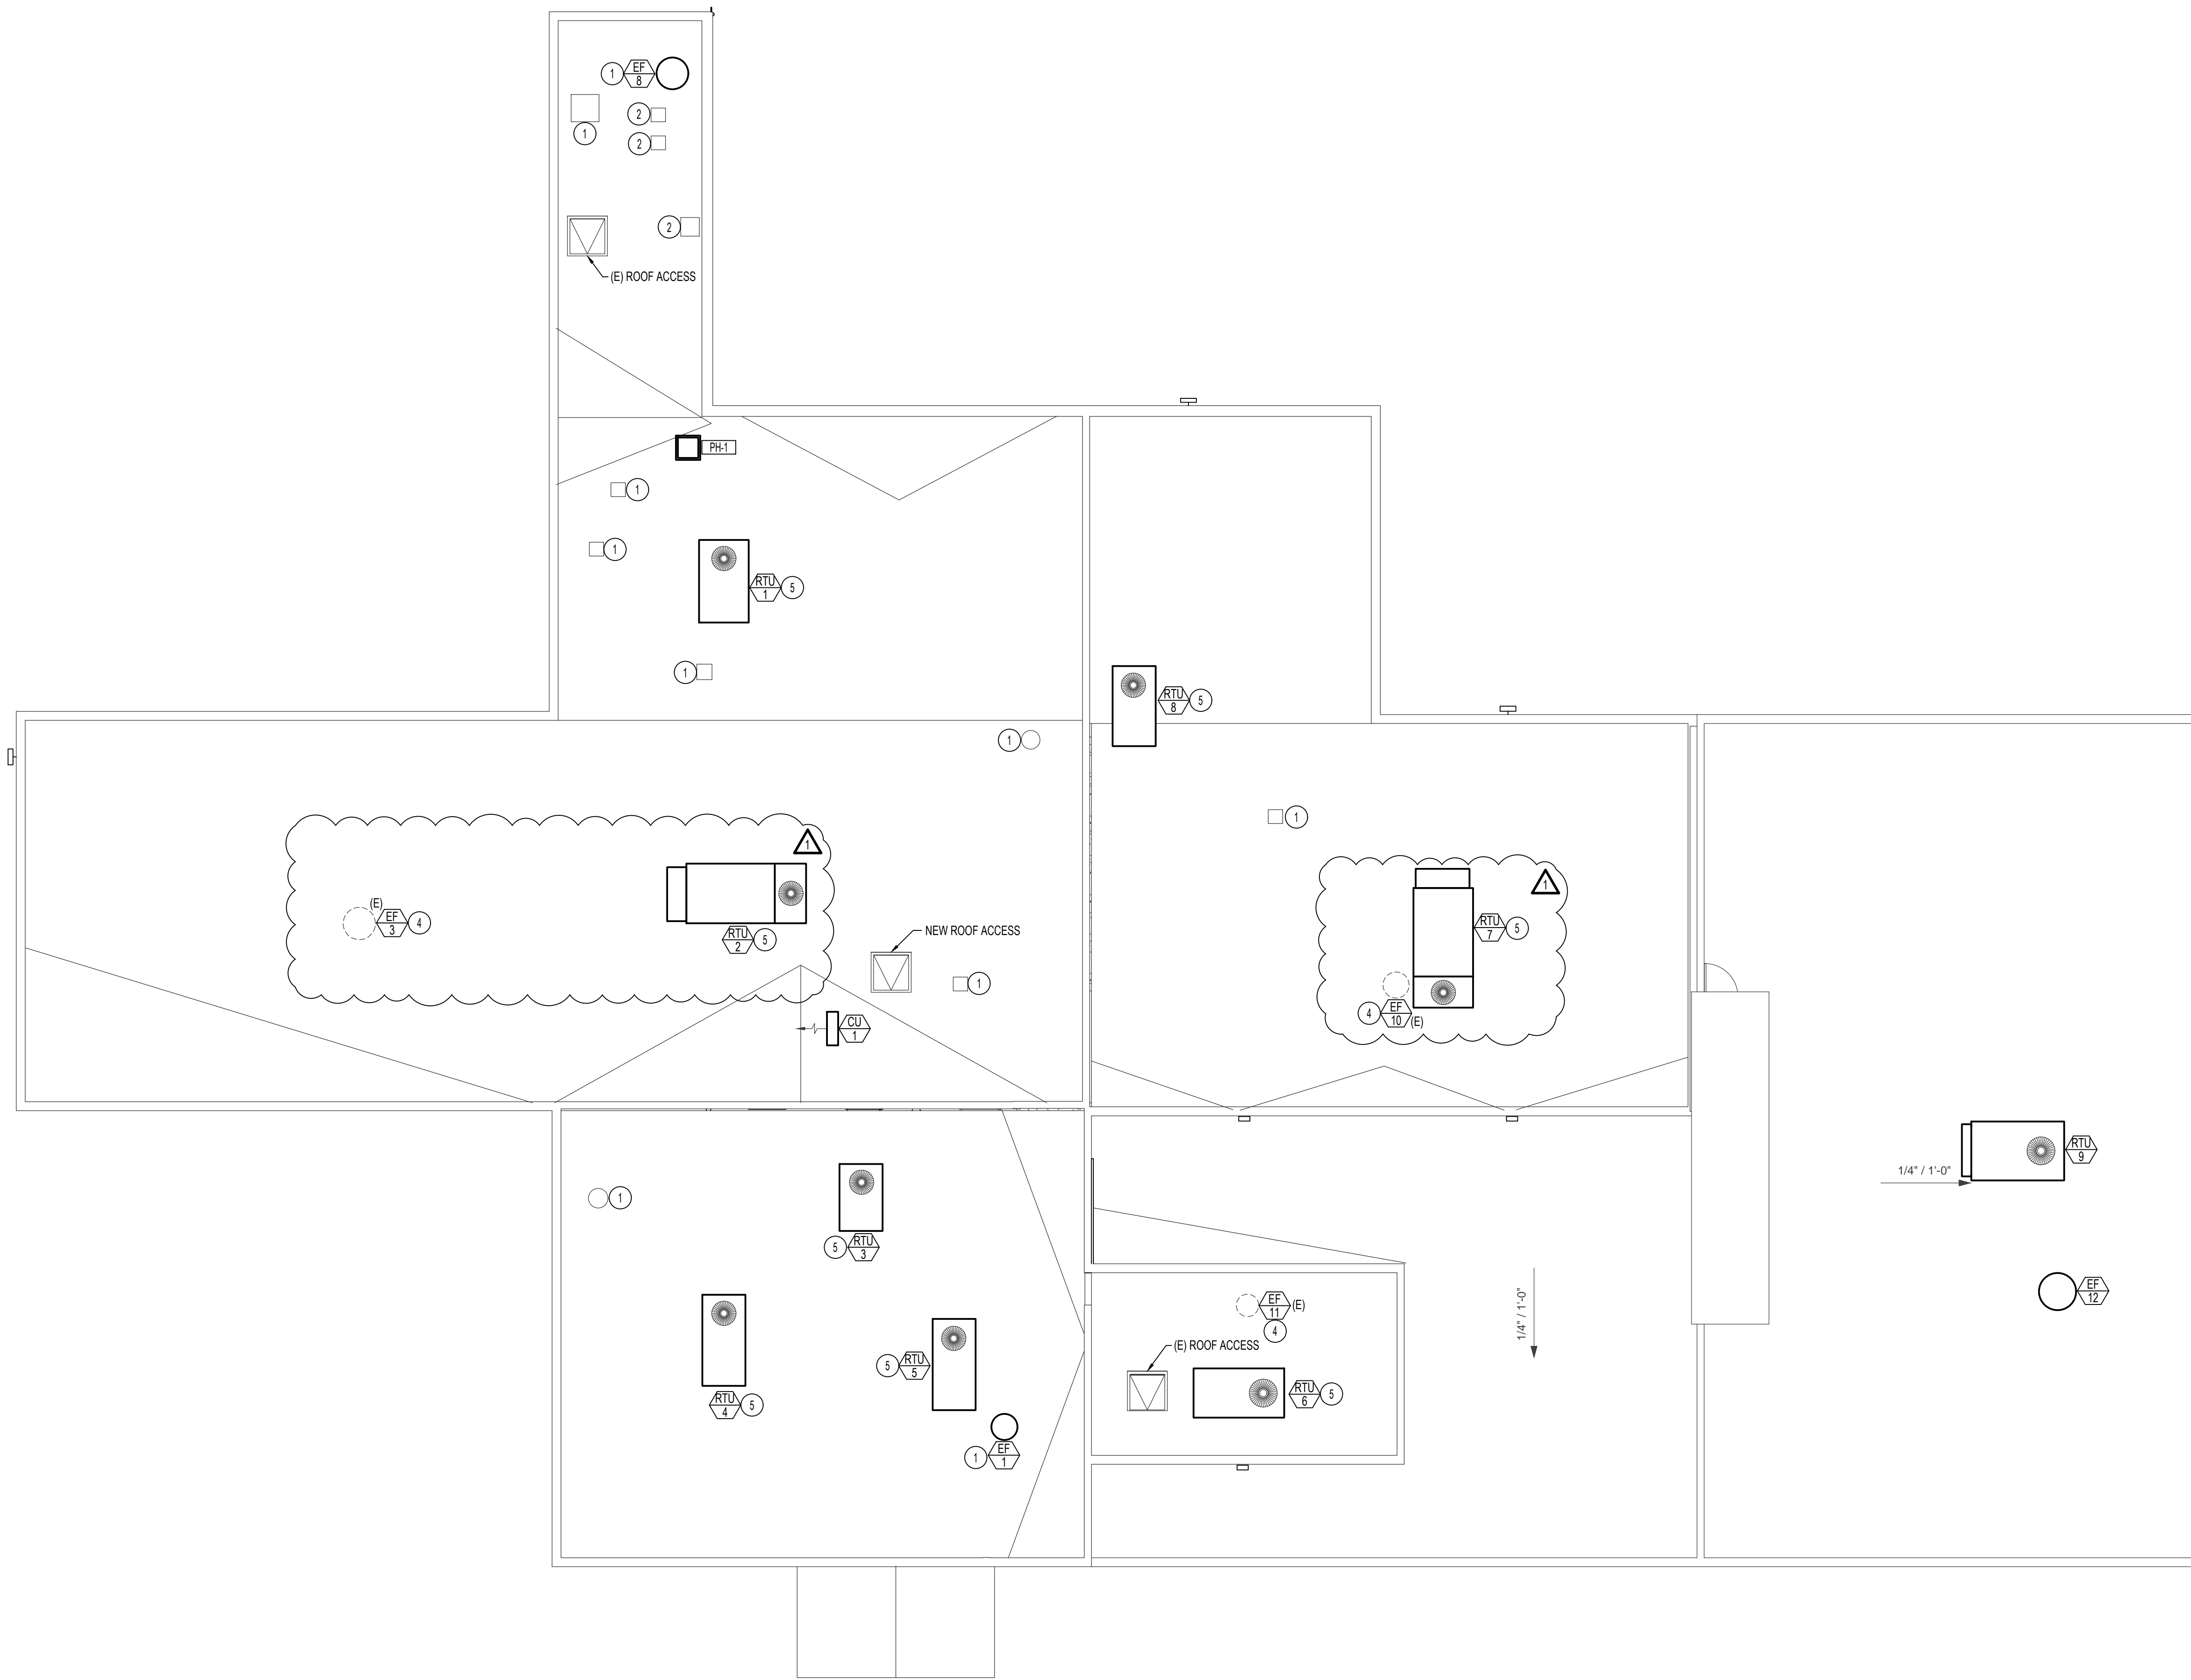 1 EF
8
1
2
2
2
(E) ROOF ACCESS
PH-1
1
1
RTU
1 5
1
RTU
8 5
1
1
1
(E)
EF
3 4
RTU
2 5
NEW ROOF ACCESS
1
CU
1
1
RTU
7 5
4 EF
10 (E)
RTU
9
1/4" / 1'-0"
1
5 RTU
3
EF
12
EF
11 (E)
4
1/4" / 1'-0"
(E) ROOF ACCESS
5 RTU
5
RTU
6 5
RTU
4 5
1 EF
1